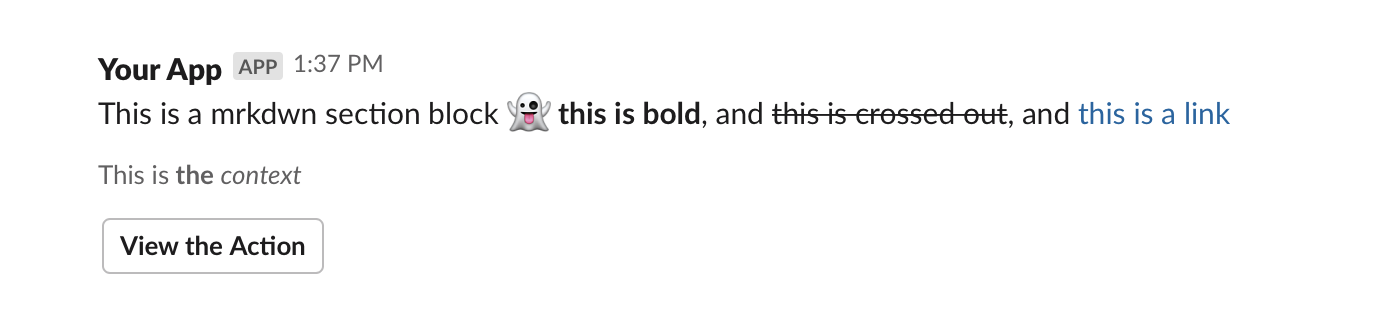 Your App APP 1:37 PM
This is a mrkdwn section block 👻 this is bold, and this is crossed out, and this is a link
This is the context
View the Action